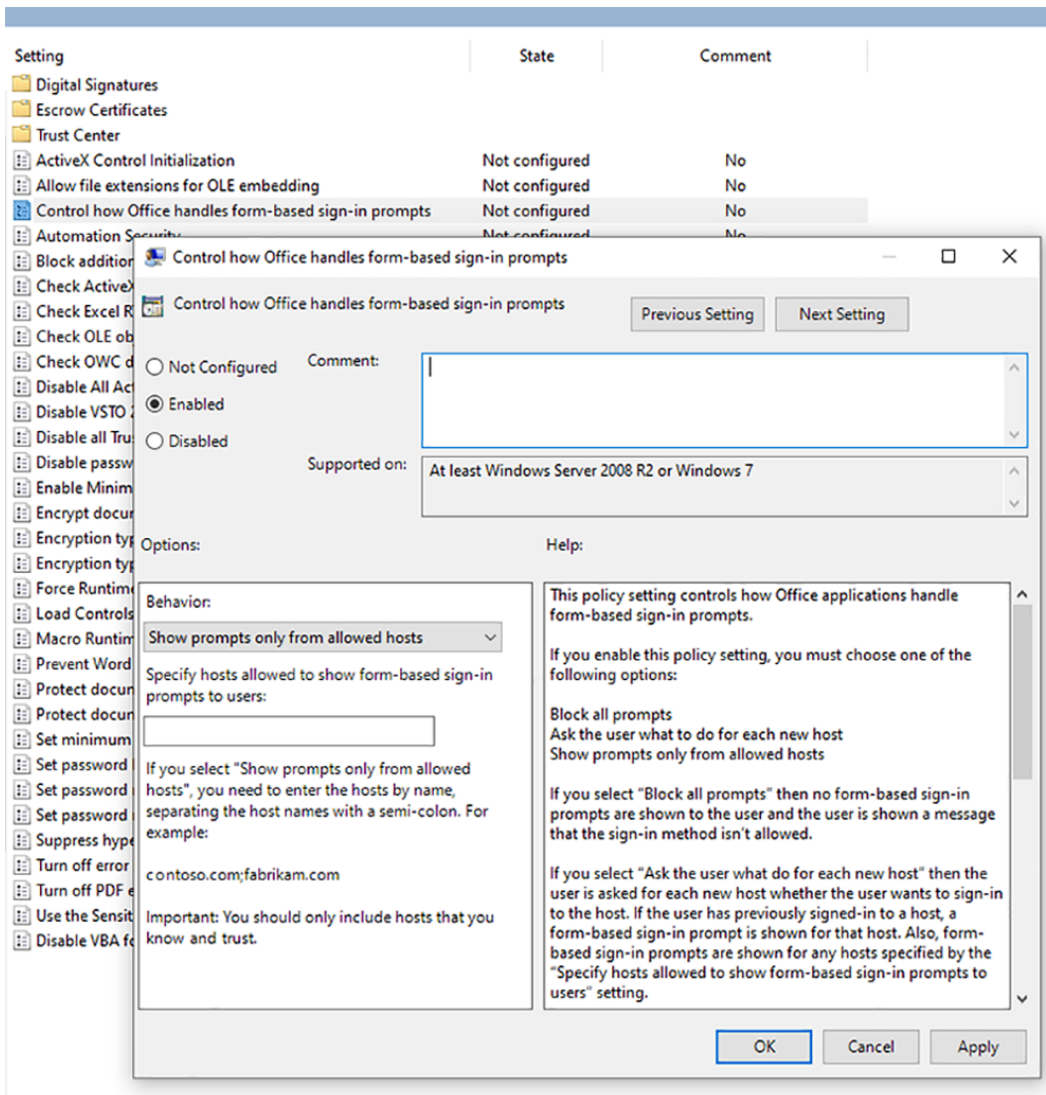 Setting State Comment
Digital Signatures
Escrow Certificates
Trust Center
ActiveX Control Initialization Not configured No
Allow file extensions for OLE embedding Not configured No
Control how Office handles form-based sign-in prompts Not configured No
Automation Security Not configured No
Block addition
Check ActiveX
Check Excel R
Check OLE ob
Check OWC d
Disable All Act
Disable VSTO 2
Disable all Tru
Disable passw
Enable Minim
Encrypt docu
Encryption typ
Encryption typ
Force Runtime
Load Controls
Macro Runtim
Prevent Word
Protect docun
Protect docun
Set minimum
Set password
Set password
Set password
Suppress hype
Turn off error
Turn off PDF e
Use the Sensit
Disable VBA fo
Control how Office handles form-based sign-in prompts
Control how Office handles form-based sign-in prompts
Previous Setting Next Setting
Not Configured
Enabled
Disabled
Comment:
Supported on:
At least Windows Server 2008 R2 or Windows 7
Options:
Behavior:
Show prompts only from allowed hosts
Specify hosts allowed to show form-based sign-in
prompts to users:
If you select "Show prompts only from allowed
hosts", you need to enter the hosts by name,
separating the host names with a semi-colon. For
example:
contoso.com;fabrikam.com
Important: You should only include hosts that you
know and trust.
Help:
This policy setting controls how Office applications handle
form-based sign-in prompts.
If you enable this policy setting, you must choose one of the
following options:
Block all prompts
Ask the user what to do for each new host
Show prompts only from allowed hosts
If you select "Block all prompts" then no form-based sign-in
prompts are shown to the user and the user is shown a message
that the sign-in method isn't allowed.
If you select "Ask the user what do for each new host" then the
user is asked for each new host whether the user wants to sign-in
to the host. If the user has previously signed-in to a host, a
form-based sign-in prompt is shown for that host. Also, form-
based sign-in prompts are shown for any hosts specified by the
"Specify hosts allowed to show form-based sign-in prompts to
users" setting.
OK Cancel Apply